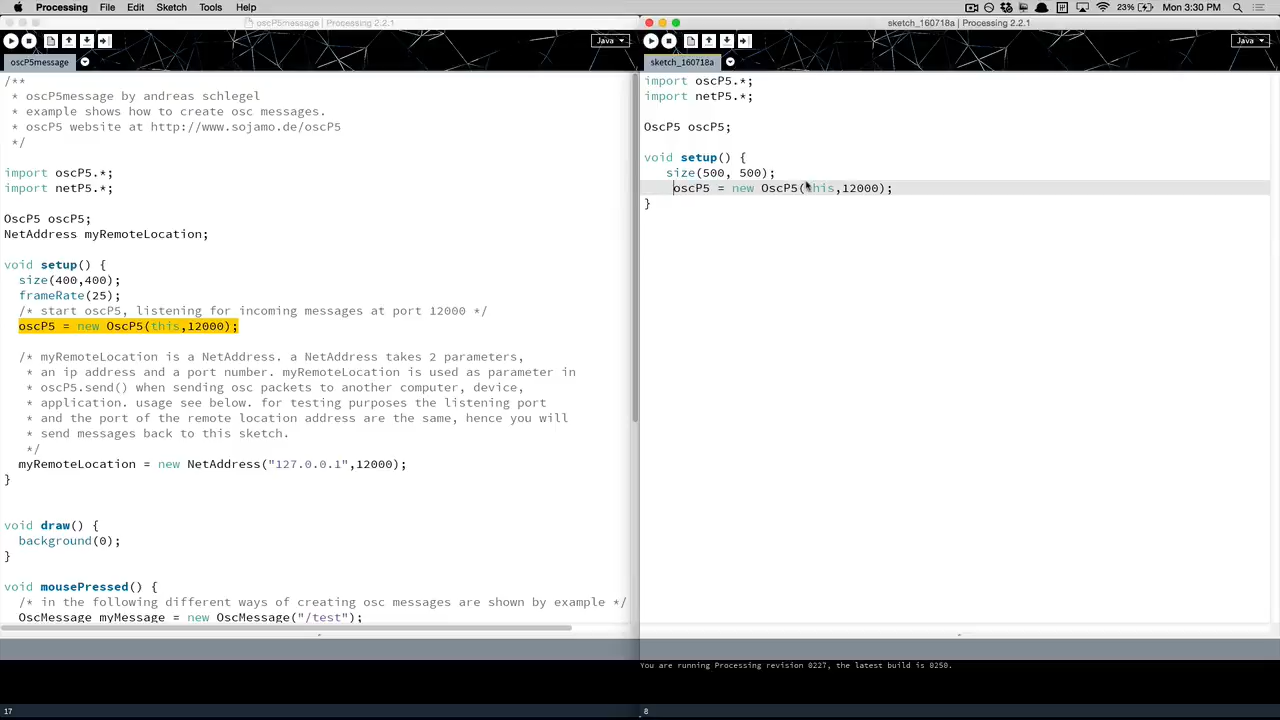 Processing File Edit Sketch Tools Help 23% Mon 3:30 PM
oscP5message | Processing 2.2.1
Java
oscP5message
/**
* oscP5message by andreas schlegel
* example shows how to create osc messages.
* oscP5 website at http://www.sojamo.de/oscP5
*/
import oscP5.*;
import netP5.*;
OscP5 oscP5;
NetAddress myRemoteLocation;
void setup() {
size(400,400);
frameRate(25);
/* start oscP5, listening for incoming messages at port 12000 */
oscP5 = new OscP5(this,12000);
/* myRemoteLocation is a NetAddress. a NetAddress takes 2 parameters,
* an ip address and a port number. myRemoteLocation is used as parameter in
* oscP5.send() when sending osc packets to another computer, device,
* application. usage see below. for testing purposes the listening port
* and the port of the remote location address are the same, hence you will
* send messages back to this sketch.
*/
myRemoteLocation = new NetAddress("127.0.0.1",12000);
}
void draw() {
background(0);
}
void mousePressed() {
/* in the following different ways of creating osc messages are shown by example */
OscMessage myMessage = new OscMessage("/test");
17
sketch_160718a | Processing 2.2.1
Java
sketch_160718a
import oscP5.*;
import netP5.*;
OscP5 oscP5;
void setup() {
size(500, 500);
oscP5 = new OscP5(this,12000);
}
You are running Processing revision 0227, the latest build is 0250.
8